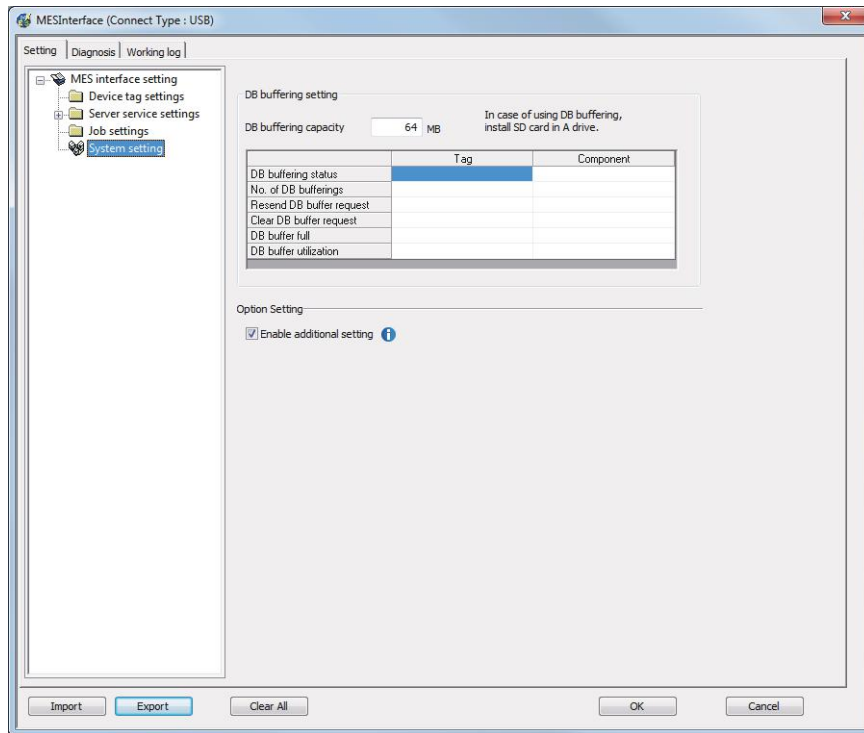 MESInterface (Connect Type : USB)
Setting Diagnosis Working log
MES interface setting
Device tag settings
Server service settings
Job settings
System setting
DB buffering setting
DB buffering capacity 64 MB
In case of using DB buffering,
install SD card in A drive.
Tag Component
DB buffering status
No. of DB bufferings
Resend DB buffer request
Clear DB buffer request
DB buffer full
DB buffer utilization
Option Setting
Enable additional setting
Import Export Clear All OK Cancel